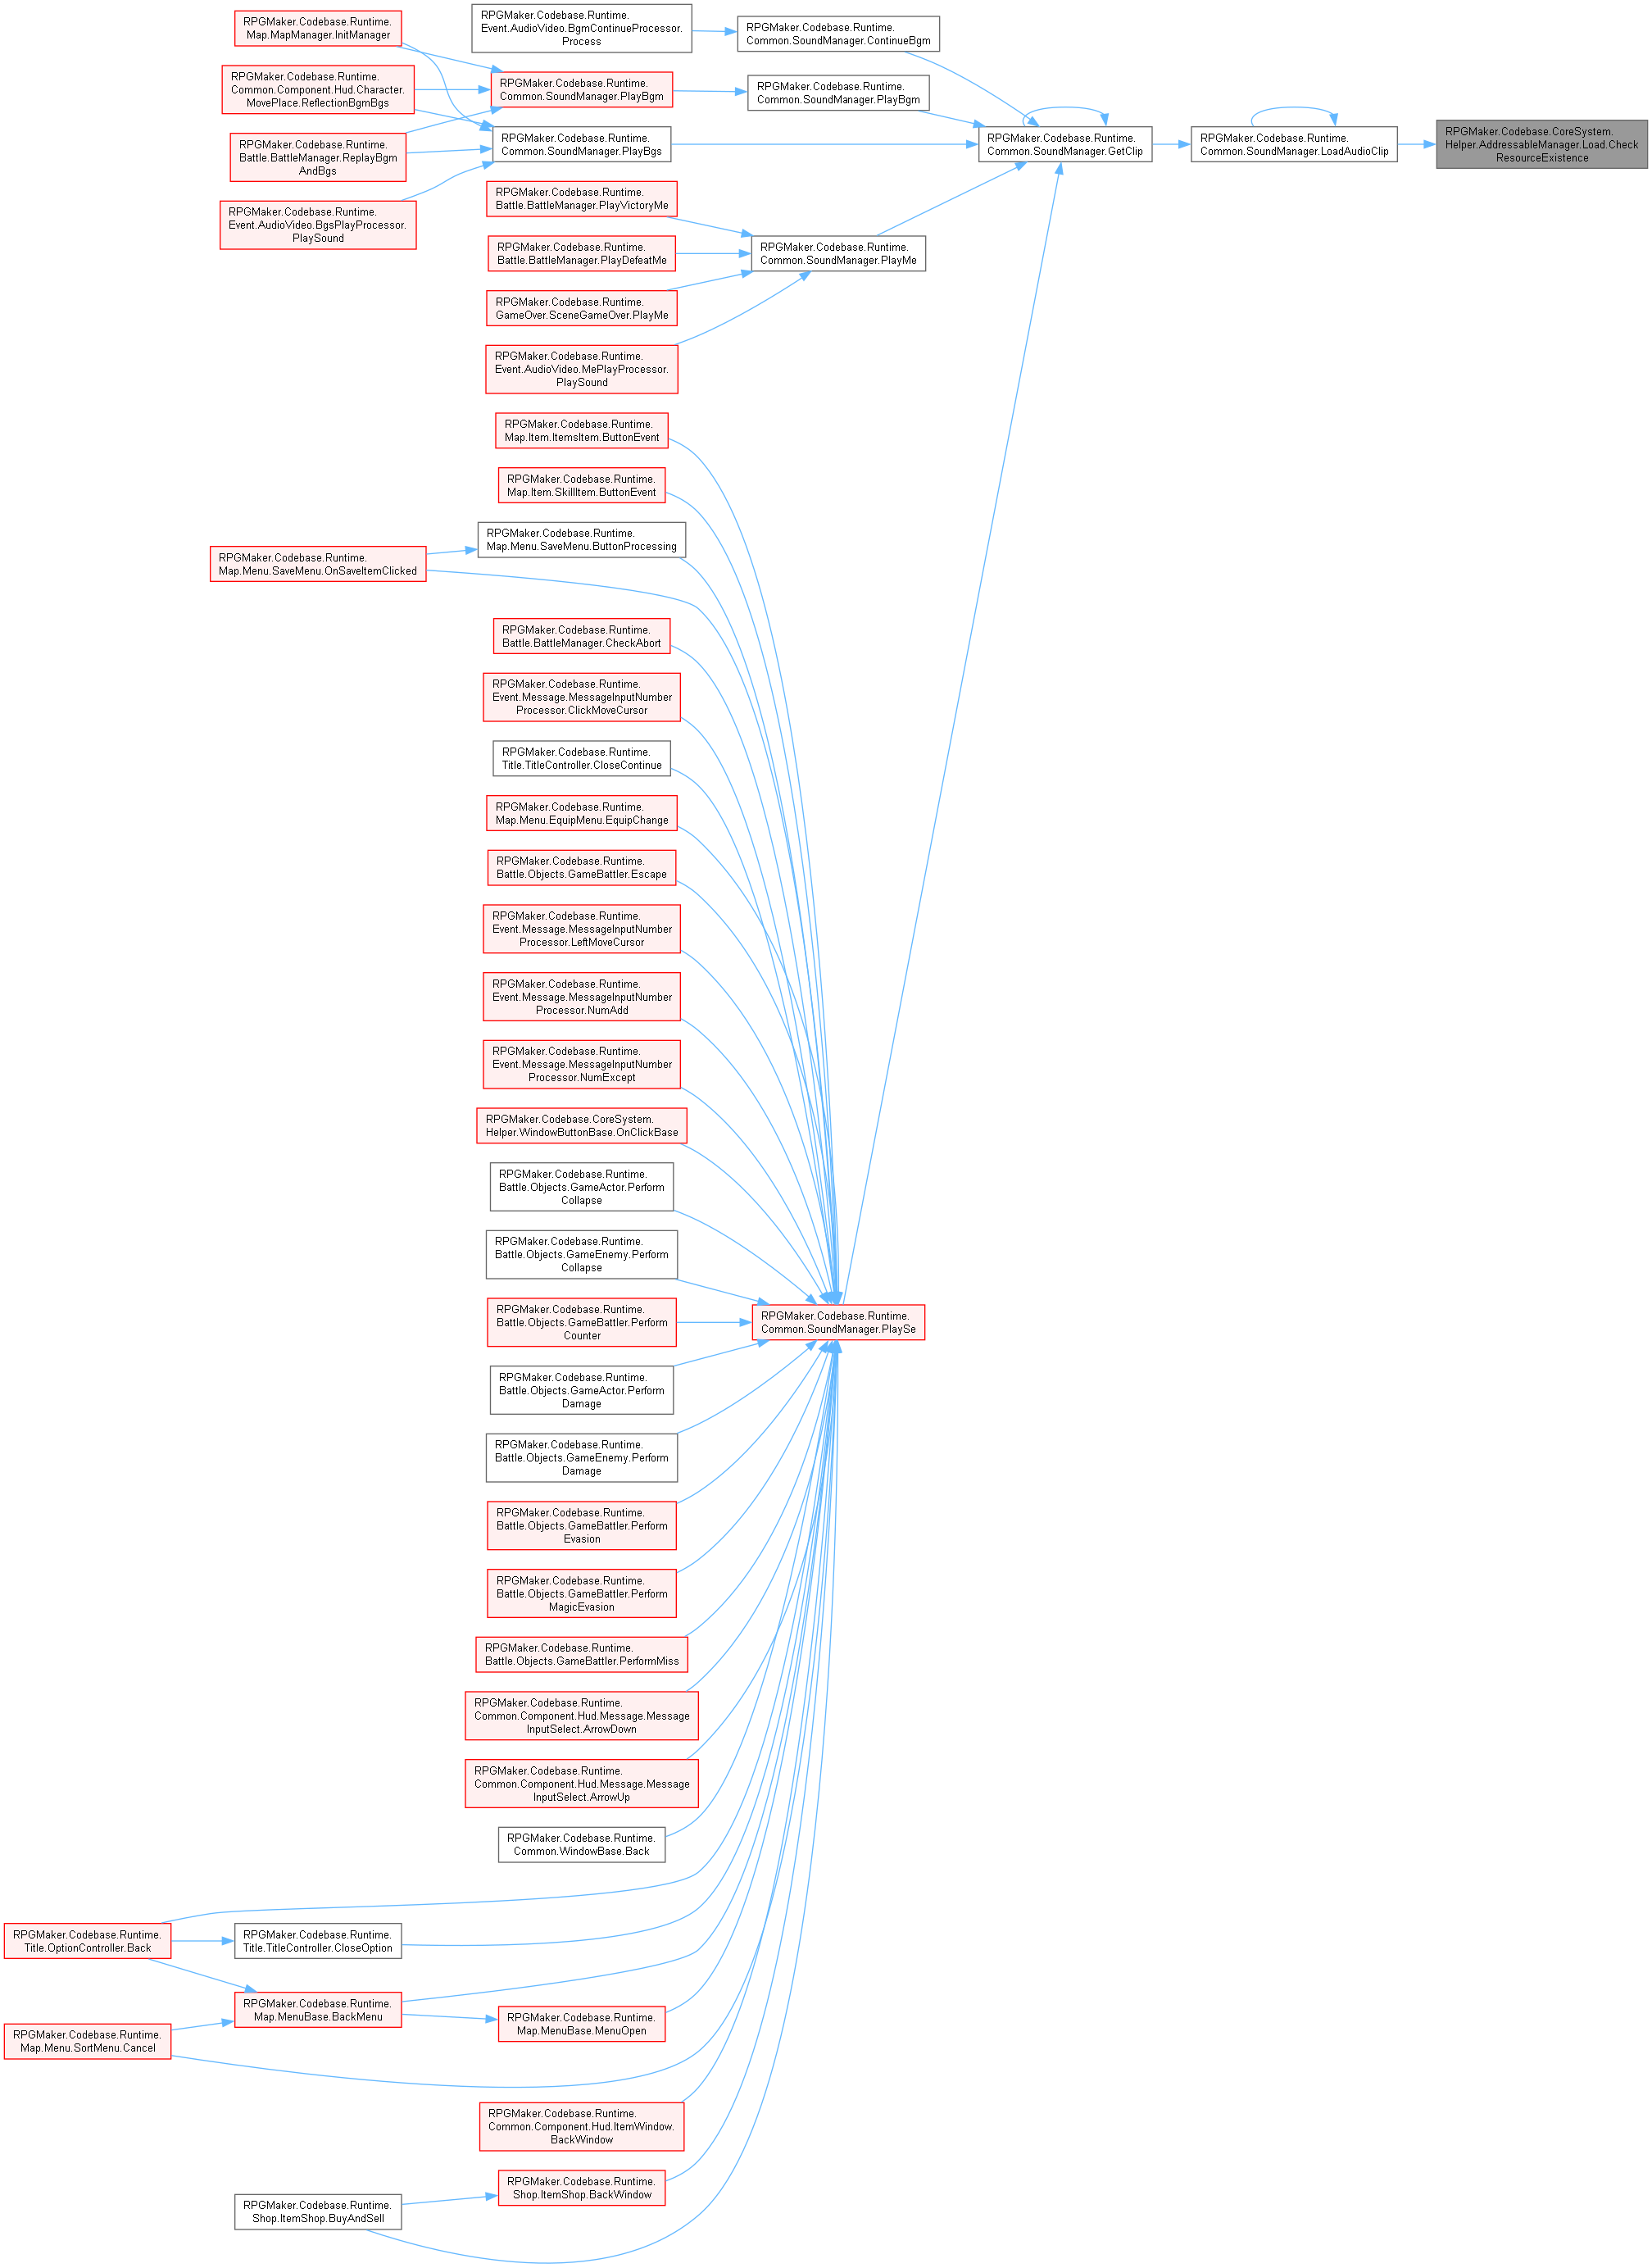 RPGMaker.Codebase.Runtime.
Map.MapManager.InitManager
RPGMaker.Codebase.Runtime.
Event.AudioVideo.BgmContinueProcessor.
Process
RPGMaker.Codebase.Runtime.
Common.SoundManager.ContinueBgm
RPGMaker.Codebase.Runtime.
Common.Component.Hud.Character.
MovePlace.ReflectionBgmBgs
RPGMaker.Codebase.Runtime.
Common.SoundManager.PlayBgm
RPGMaker.Codebase.Runtime.
Common.SoundManager.PlayBgm
RPGMaker.Codebase.Runtime.
Battle.BattleManager.ReplayBgm
AndBgs
RPGMaker.Codebase.Runtime.
Common.SoundManager.PlayBgs
RPGMaker.Codebase.Runtime.
Common.SoundManager.GetClip
RPGMaker.Codebase.Runtime.
Common.SoundManager.LoadAudioClip
RPGMaker.Codebase.CoreSystem.
Helper.AddressableManager.Load.Check
ResourceExistence
RPGMaker.Codebase.Runtime.
Event.AudioVideo.BgsPlayProcessor.
PlaySound
RPGMaker.Codebase.Runtime.
Battle.BattleManager.PlayVictoryMe
RPGMaker.Codebase.Runtime.
Battle.BattleManager.PlayDefeatMe
RPGMaker.Codebase.Runtime.
Common.SoundManager.PlayMe
RPGMaker.Codebase.Runtime.
GameOver.SceneGameOver.PlayMe
RPGMaker.Codebase.Runtime.
Event.AudioVideo.MePlayProcessor.
PlaySound
RPGMaker.Codebase.Runtime.
Map.Item.ItemsItem.ButtonEvent
RPGMaker.Codebase.Runtime.
Map.Item.SkillItem.ButtonEvent
RPGMaker.Codebase.Runtime.
Map.Menu.SaveMenu.ButtonProcessing
RPGMaker.Codebase.Runtime.
Map.Menu.SaveMenu.OnSaveItemClicked
RPGMaker.Codebase.Runtime.
Battle.BattleManager.CheckAbort
RPGMaker.Codebase.Runtime.
Event.Message.MessageInputNumber
Processor.ClickMoveCursor
RPGMaker.Codebase.Runtime.
Title.TitleController.CloseContinue
RPGMaker.Codebase.Runtime.
Map.Menu.EquipMenu.EquipChange
RPGMaker.Codebase.Runtime.
Battle.Objects.GameBattler.Escape
RPGMaker.Codebase.Runtime.
Event.Message.MessageInputNumber
Processor.LeftMoveCursor
RPGMaker.Codebase.Runtime.
Event.Message.MessageInputNumber
Processor.NumAdd
RPGMaker.Codebase.Runtime.
Event.Message.MessageInputNumber
Processor.NumExcept
RPGMaker.Codebase.CoreSystem.
Helper.WindowButtonBase.OnClickBase
RPGMaker.Codebase.Runtime.
Battle.Objects.GameActor.Perform
Collapse
RPGMaker.Codebase.Runtime.
Battle.Objects.GameEnemy.Perform
Collapse
RPGMaker.Codebase.Runtime.
Battle.Objects.GameBattler.Perform
Counter
RPGMaker.Codebase.Runtime.
Common.SoundManager.PlaySe
RPGMaker.Codebase.Runtime.
Battle.Objects.GameActor.Perform
Damage
RPGMaker.Codebase.Runtime.
Battle.Objects.GameEnemy.Perform
Damage
RPGMaker.Codebase.Runtime.
Battle.Objects.GameBattler.Perform
Evasion
RPGMaker.Codebase.Runtime.
Battle.Objects.GameBattler.Perform
MagicEvasion
RPGMaker.Codebase.Runtime.
Battle.Objects.GameBattler.PerformMiss
RPGMaker.Codebase.Runtime.
Common.Component.Hud.Message.Message
InputSelect.ArrowDown
RPGMaker.Codebase.Runtime.
Common.Component.Hud.Message.Message
InputSelect.ArrowUp
RPGMaker.Codebase.Runtime.
Common.WindowBase.Back
RPGMaker.Codebase.Runtime.
Title.OptionController.Back
RPGMaker.Codebase.Runtime.
Title.TitleController.CloseOption
RPGMaker.Codebase.Runtime.
Map.MenuBase.BackMenu
RPGMaker.Codebase.Runtime.
Map.MenuBase.MenuOpen
RPGMaker.Codebase.Runtime.
Map.Menu.SortMenu.Cancel
RPGMaker.Codebase.Runtime.
Common.Component.Hud.ItemWindow.
BackWindow
RPGMaker.Codebase.Runtime.
Shop.ItemShop.BackWindow
RPGMaker.Codebase.Runtime.
Shop.ItemShop.BuyAndSell